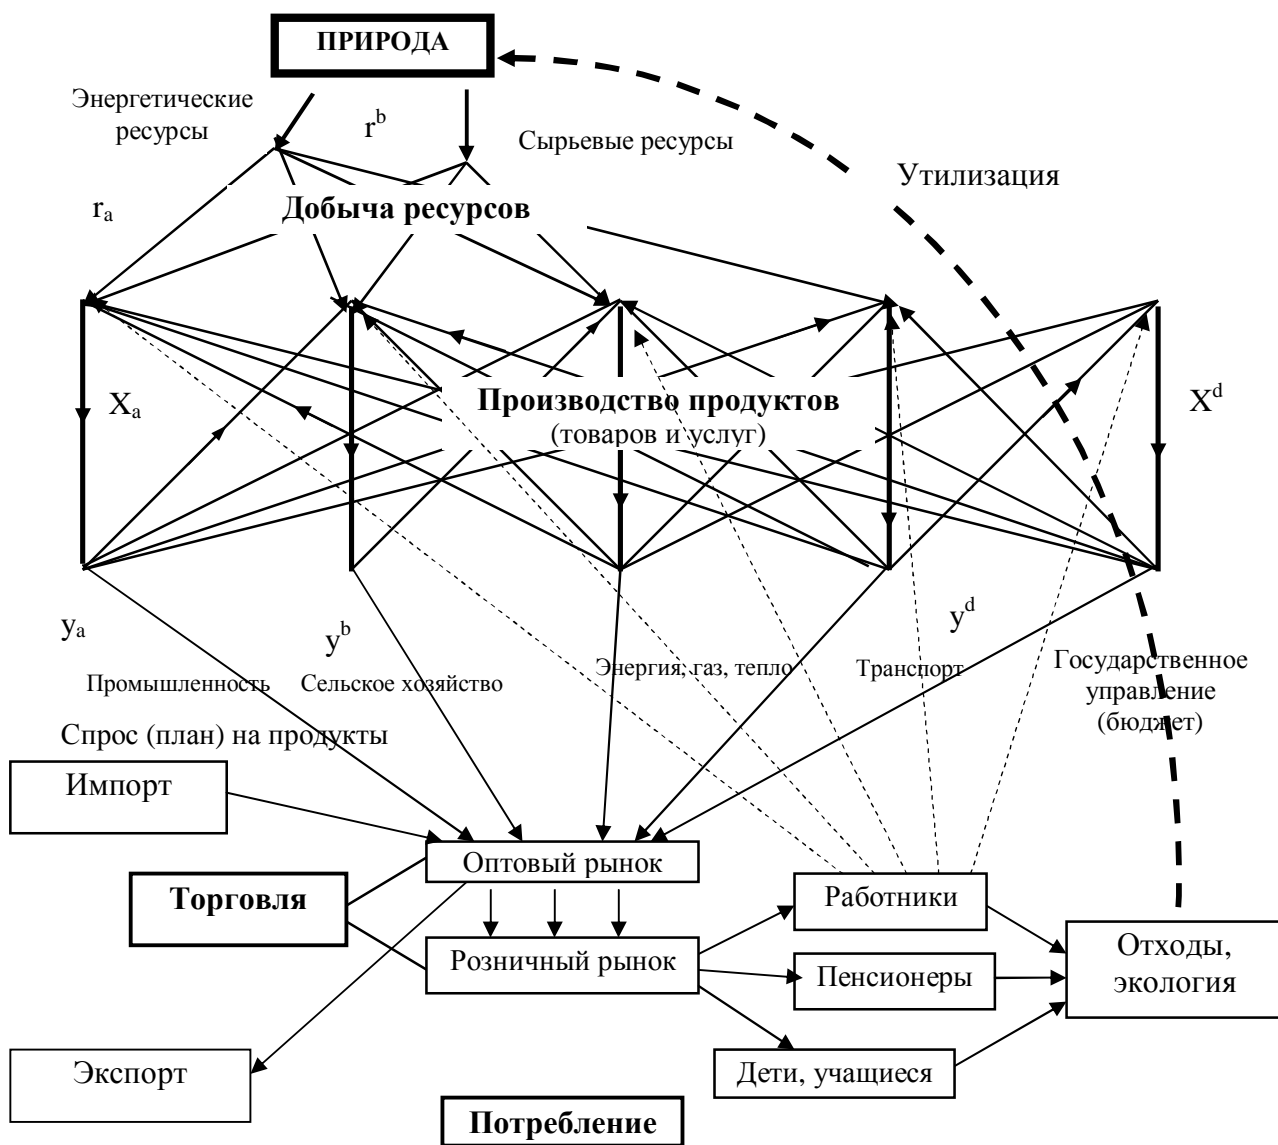 ПРИРОДА
Энергетические
ресурсы
r^b
Сырьевые ресурсы
Утилизация
r_a
Добыча ресурсов
X_a
Производство продуктов
(товаров и услуг)
X^d
y_a
y^b
y^d
Промышленность
Сельское хозяйство
Энергия, газ, тепло
Транспорт
Государственное
управление
(бюджет)
Спрос (план) на продукты
Импорт
Оптовый рынок
Торговля
Работники
Розничный рынок
Пенсионеры
Отходы,
экология
Экспорт
Дети, учащиеся
Потребление